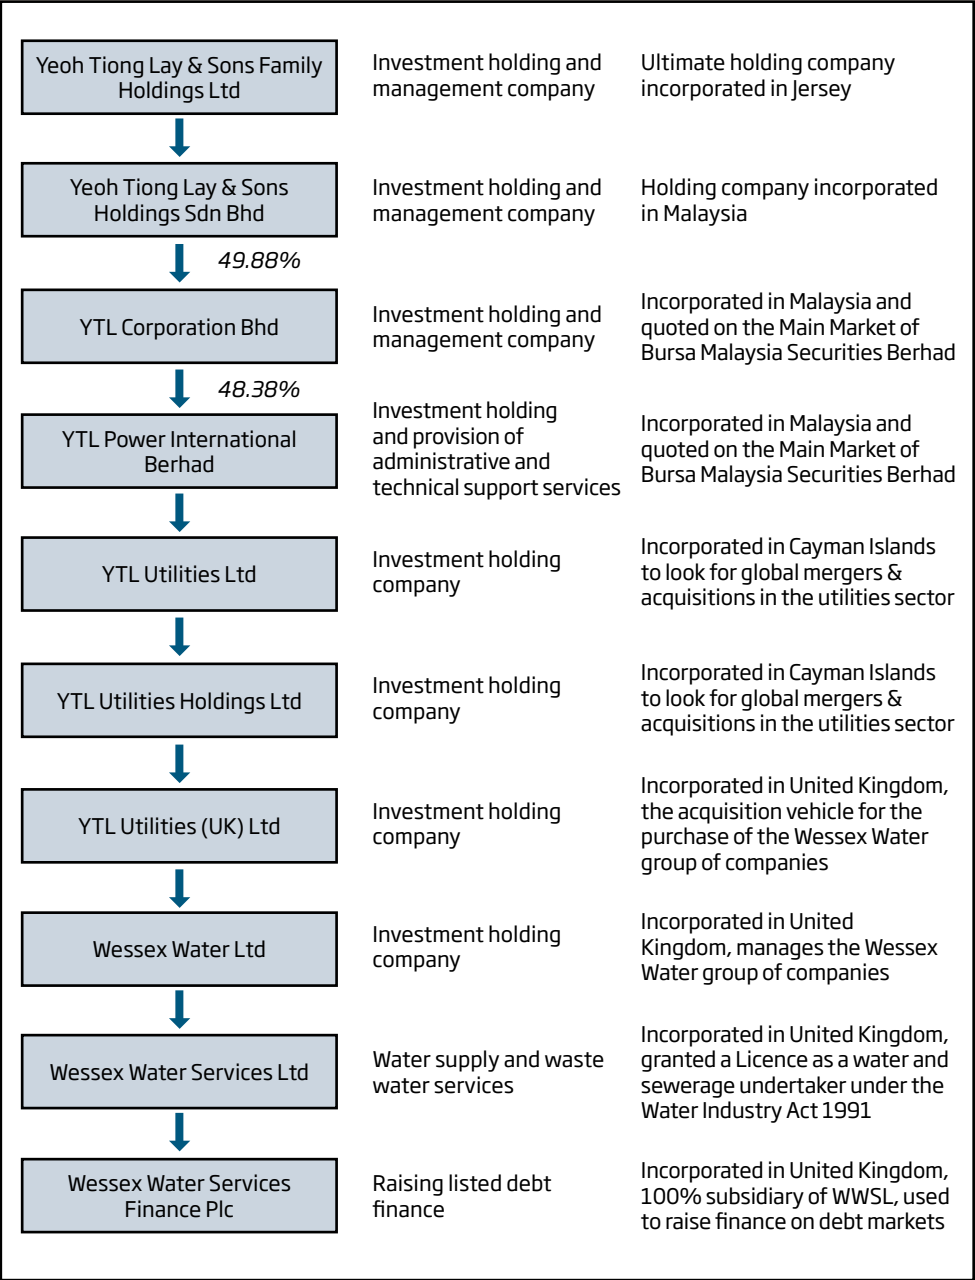 Yeoh Tiong Lay & Sons Family
Holdings Ltd
Investment holding and
management company
Ultimate holding company
incorporated in Jersey
Yeoh Tiong Lay & Sons
Holdings Sdn Bhd
Investment holding and
management company
Holding company incorporated
in Malaysia
49.88%
YTL Corporation Bhd
Investment holding and
management company
Incorporated in Malaysia and
quoted on the Main Market of
Bursa Malaysia Securities Berhad
48.38%
YTL Power International
Berhad
Investment holding
and provision of
administrative and
technical support services
Incorporated in Malaysia and
quoted on the Main Market of
Bursa Malaysia Securities Berhad
YTL Utilities Ltd
Investment holding
company
Incorporated in Cayman Islands
to look for global mergers &
acquisitions in the utilities sector
YTL Utilities Holdings Ltd
Investment holding
company
Incorporated in Cayman Islands
to look for global mergers &
acquisitions in the utilities sector
YTL Utilities (UK) Ltd
Investment holding
company
Incorporated in United Kingdom,
the acquisition vehicle for the
purchase of the Wessex Water
group of companies
Wessex Water Ltd
Investment holding
company
Incorporated in United
Kingdom, manages the Wessex
Water group of companies
Wessex Water Services Ltd
Water supply and waste
water services
Incorporated in United Kingdom,
granted a Licence as a water and
sewerage undertaker under the
Water Industry Act 1991
Wessex Water Services
Finance Plc
Raising listed debt
finance
Incorporated in United Kingdom,
100% subsidiary of WWSL, used
to raise finance on debt markets